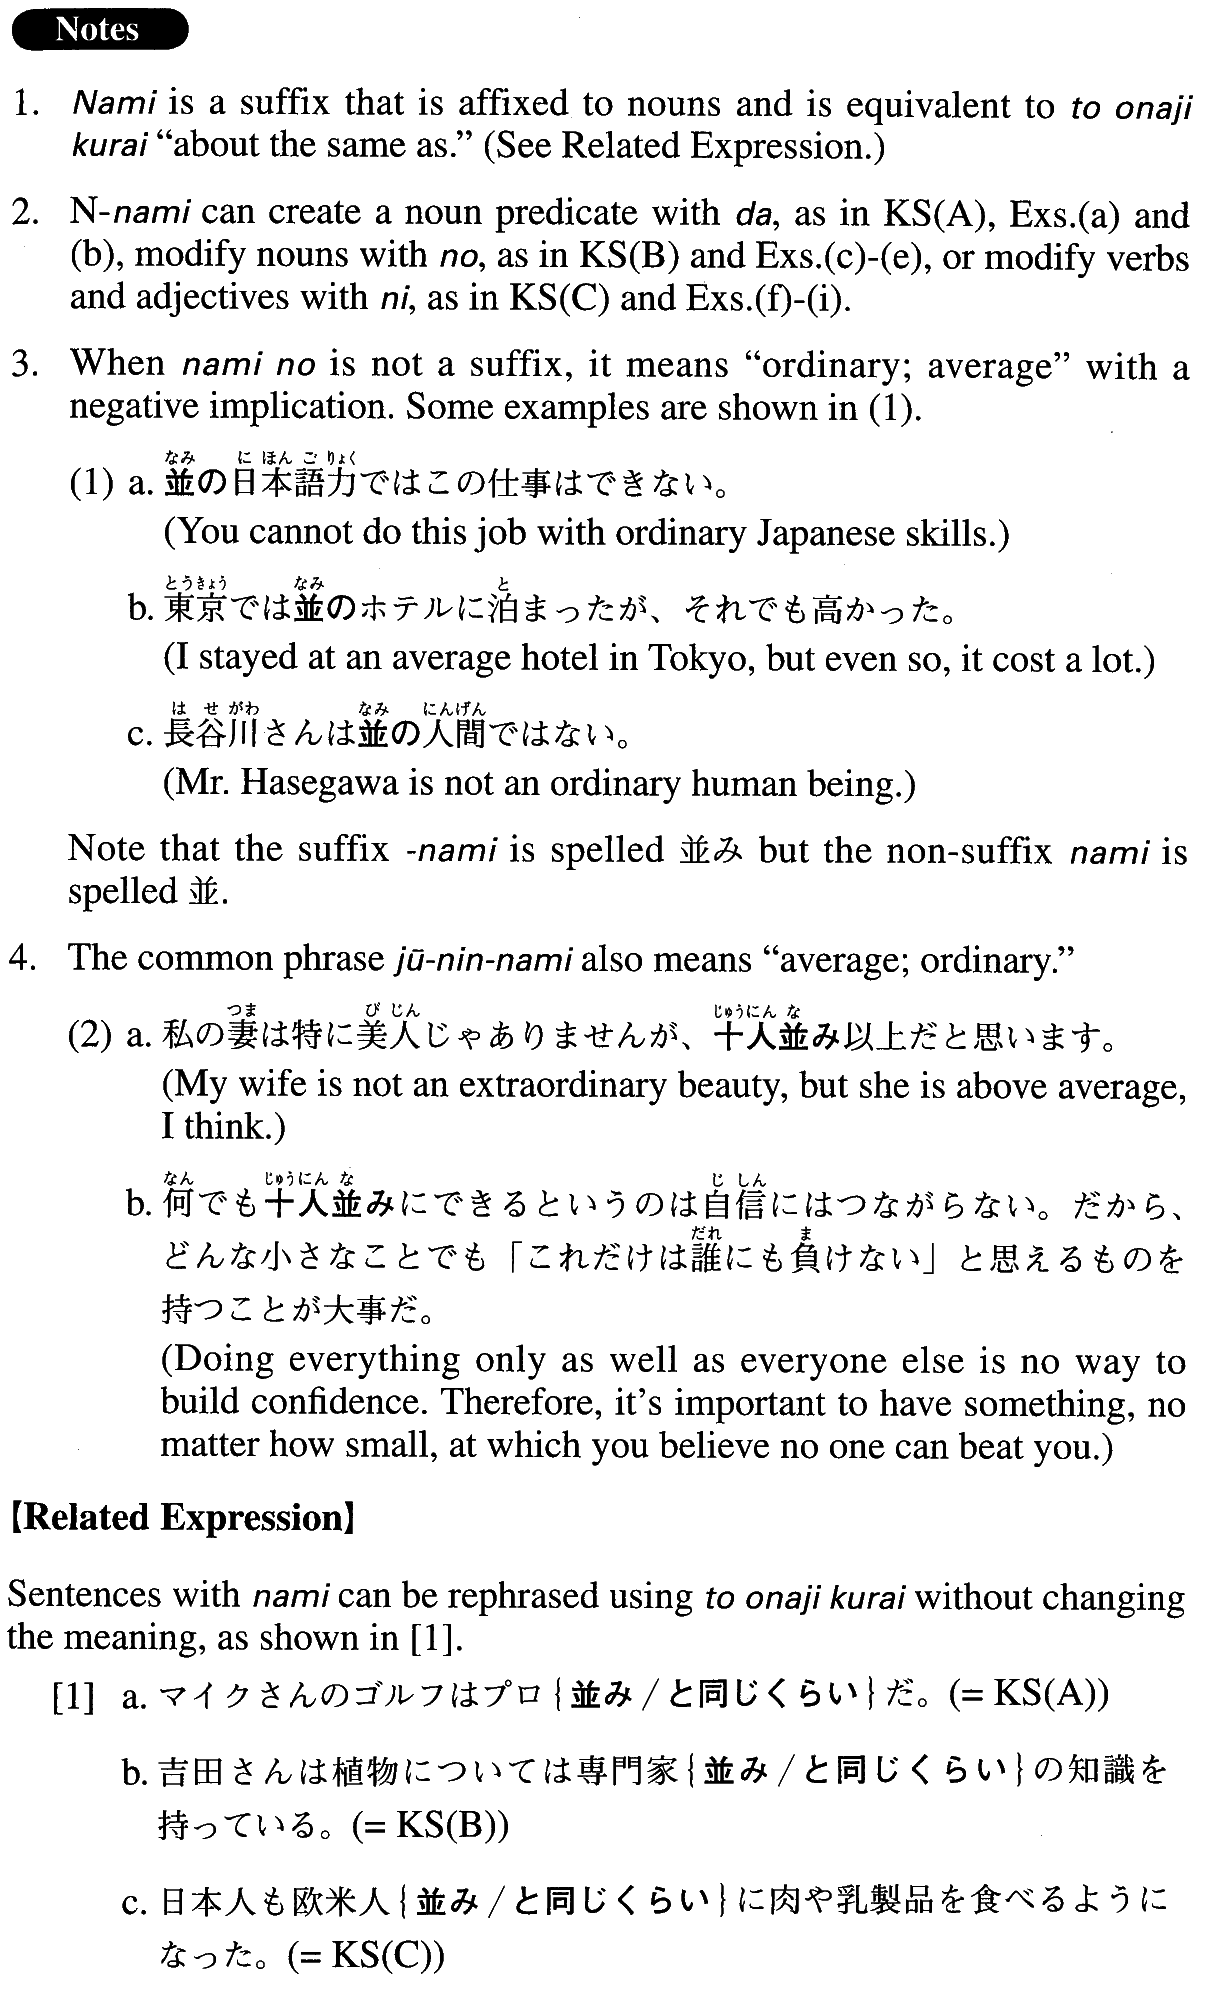 Notes
1. Nami is a suffix that is affixed to nouns and is equivalent to to onaji
kurai “about the same as.” (See Related Expression.)
2. N-nami can create a noun predicate with da, as in KS(A), Exs.(a) and
(b), modify nouns with no, as in KS(B) and Exs.(c)-(e), or modify verbs
and adjectives with ni, as in KS(C) and Exs.(f)-(i).
3. When nami no is not a suffix, it means “ordinary; average” with a
negative implication. Some examples are shown in (1).
なみ に ほん ご りょく
(1) a. 並の日本語力ではこの仕事はできない。
(You cannot do this job with ordinary Japanese skills.)
とうきょう なみ と
b. 東京では並のホテルに泊まったが、それでも高かった。
(I stayed at an average hotel in Tokyo, but even so, it cost a lot.)
は せ がわ なみ にんげん
c. 長谷川さんは並の人間ではない。
(Mr. Hasegawa is not an ordinary human being.)
Note that the suffix -nami is spelled 並み but the non-suffix nami is
spelled 並.
4. The common phrase jū-nin-nami also means “average; ordinary.”
つま び じん じゅうにん な
(2) a. 私の妻は特に美人じゃありませんが、十人並み以上だと思います。
(My wife is not an extraordinary beauty, but she is above average,
I think.)
なん じゅうにん な じ しん
b. 何でも十人並みにできるというのは自信にはつながらない。だから、
だれ ま
どんな小さなことでも「これだけは誰にも負けない」と思えるものを
持つことが大事だ。
(Doing everything only as well as everyone else is no way to
build confidence. Therefore, it’s important to have something, no
matter how small, at which you believe no one can beat you.)
【Related Expression】
Sentences with nami can be rephrased using to onaji kurai without changing
the meaning, as shown in [1].
[1] a. マイクさんのゴルフはプロ{並み/と同じくらい}だ。(= KS(A))
b. 吉田さんは植物については専門家{並み/と同じくらい}の知識を
持っている。(= KS(B))
c. 日本人も欧米人{並み/と同じくらい}に肉や乳製品を食べるように
なった。(= KS(C))